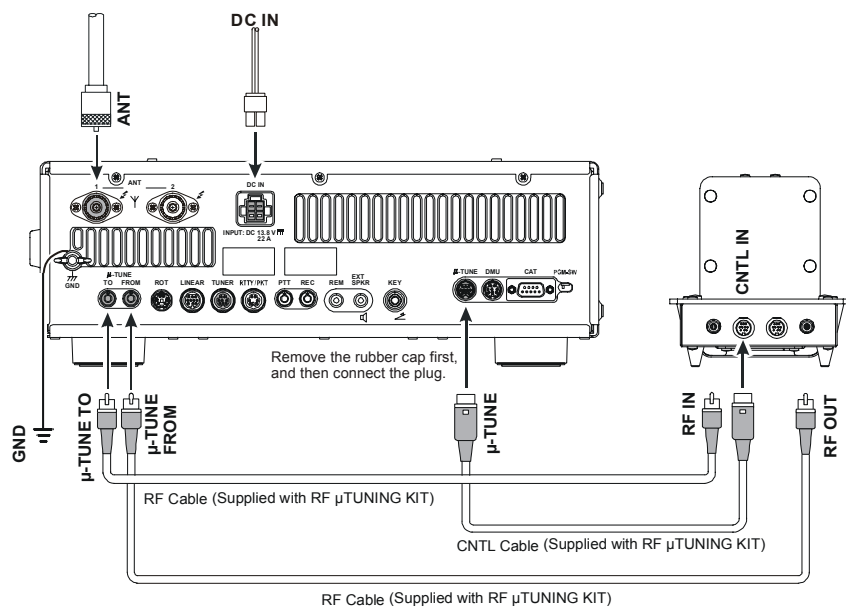 DC IN
ANT
1 ANT 2
DC IN
INPUT: DC 13.8 V
22 A
GND
µ-TUNE
TO FROM ROT LINEAR TUNER RTTY/PKT PTT REC REM EXT SPKR KEY
µ-TUNE DMU CAT PGM-SW
CNTL IN
Remove the rubber cap first,
and then connect the plug.
GND
µ-TUNE TO
µ-TUNE
FROM
µ-TUNE
RF IN
RF OUT
RF Cable (Supplied with RF µTUNING KIT)
CNTL Cable (Supplied with RF µTUNING KIT)
RF Cable (Supplied with RF µTUNING KIT)